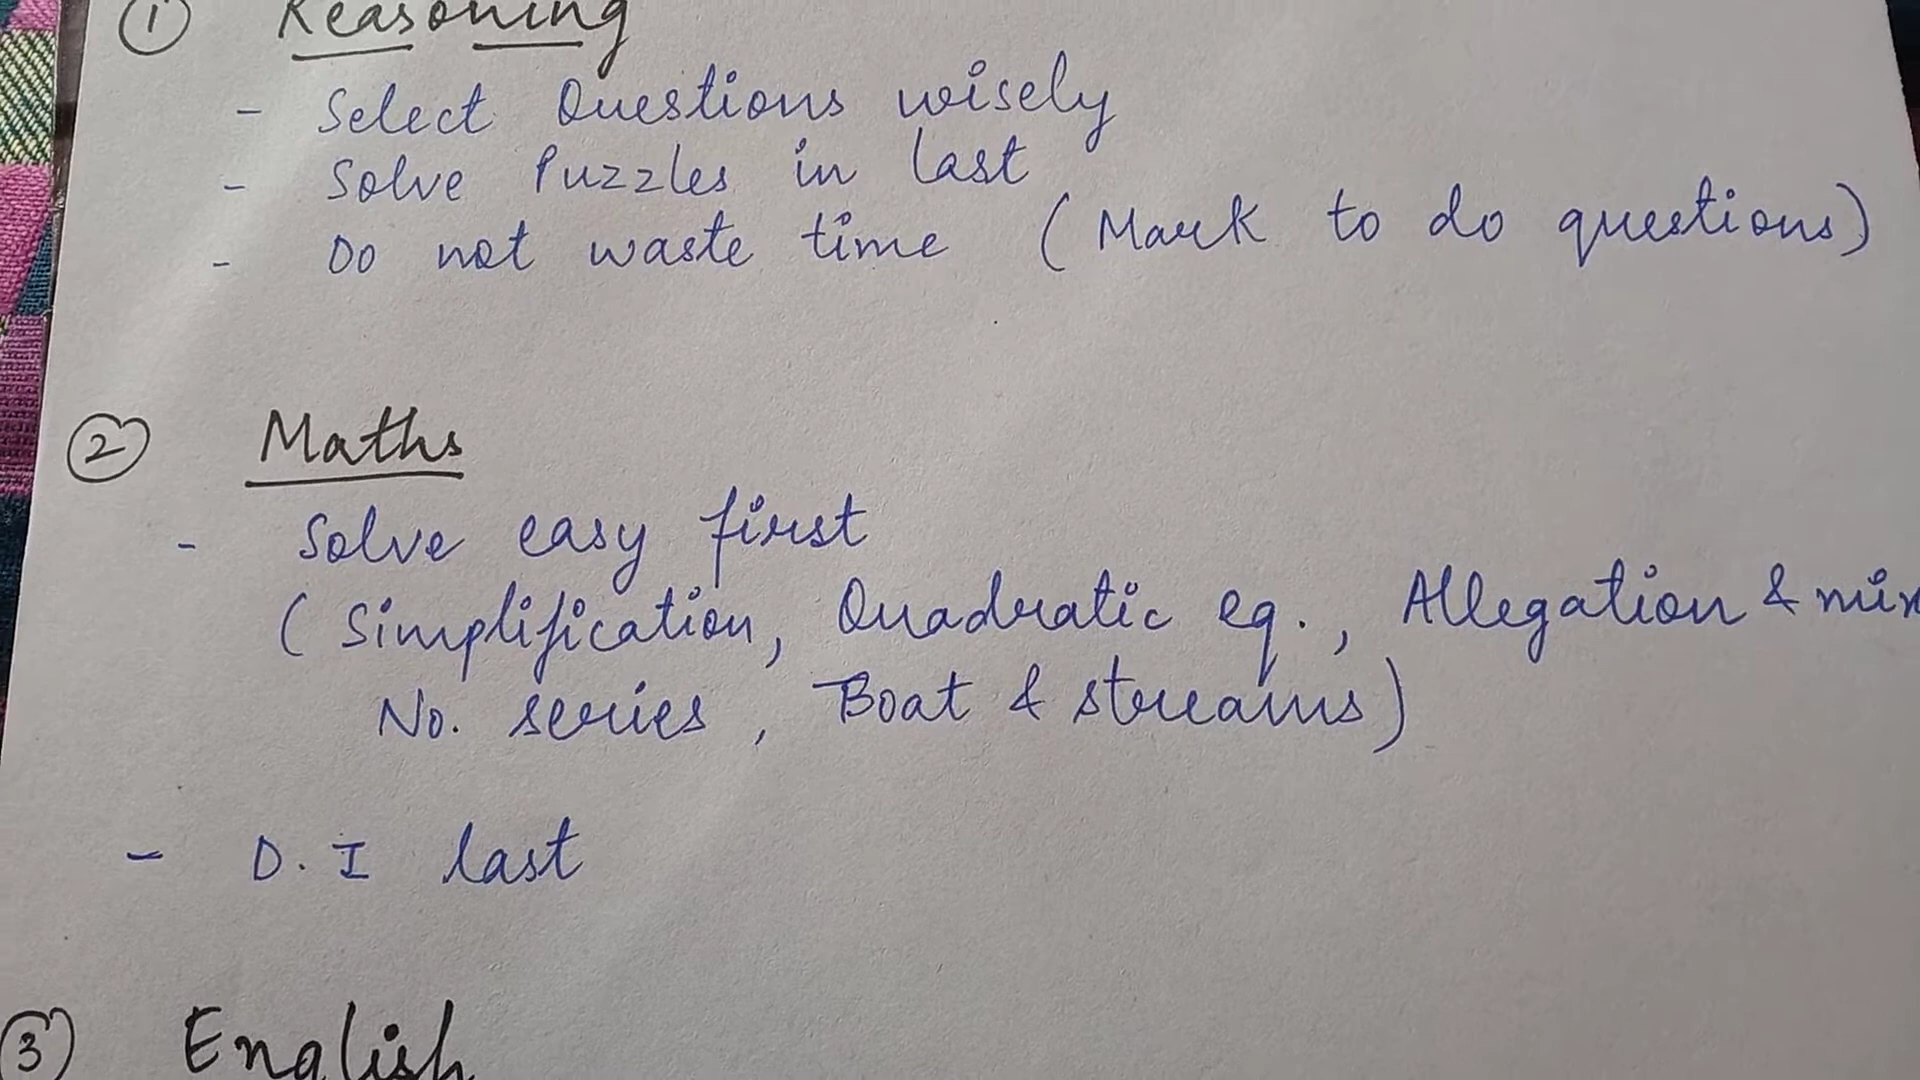 ① Reasoning
- Select Questions wisely
- Solve Puzzles in last
- Do not waste time (Mark to do questions)
② Maths
- Solve easy first
(Simplification, Quadratic eq., Allegation & mix
No. series, Boat & streams)
- D.I last
③ English